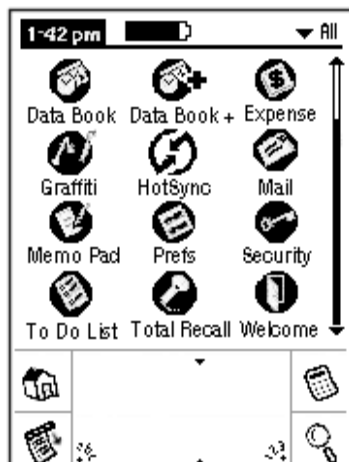 1:42 pm All
Data Book Data Book + Expense
Graffiti HotSync Mail
Memo Pad Prefs Security
To Do List Total Recall Welcome